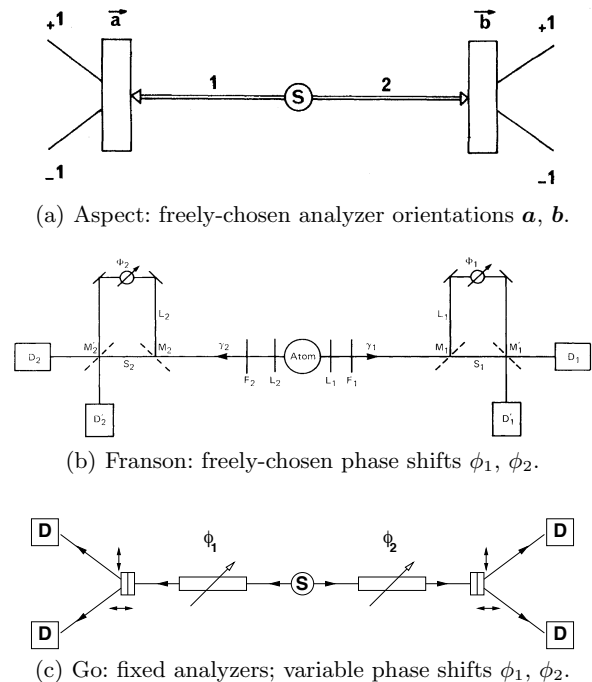 a b
+1 +1
1 S 2
-1 -1
(a) Aspect: freely-chosen analyzer orientations a, b.
Φ2 Φ1
L2 L1
M'2 M2 γ2 Atom γ1 M1 M'1
D2 S2 F2 L2 L1 F1 S1 D1
D'2 D'1
(b) Franson: freely-chosen phase shifts ϕ1, ϕ2.
D D
ϕ1 ϕ2
S
D D
(c) Go: fixed analyzers; variable phase shifts ϕ1, ϕ2.